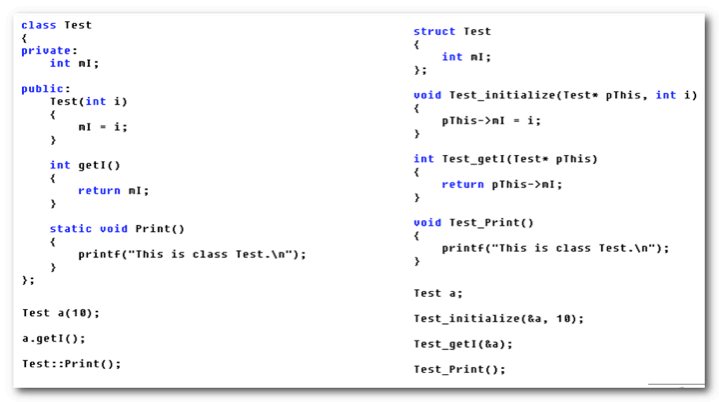 class Test
{
private:
    int mI;

public:
    Test(int i)
    {
        mI = i;
    }

    int getI()
    {
        return mI;
    }

    static void Print()
    {
        printf("This is class Test.\n");
    }
};

Test a(10);

a.getI();

Test::Print();

struct Test
{
    int mI;
};

void Test_initialize(Test* pThis, int i)
{
    pThis->mI = i;
}

int Test_getI(Test* pThis)
{
    return pThis->mI;
}

void Test_Print()
{
    printf("This is class Test.\n");
}

Test a;

Test_initialize(&a, 10);

Test_getI(&a);

Test_Print();